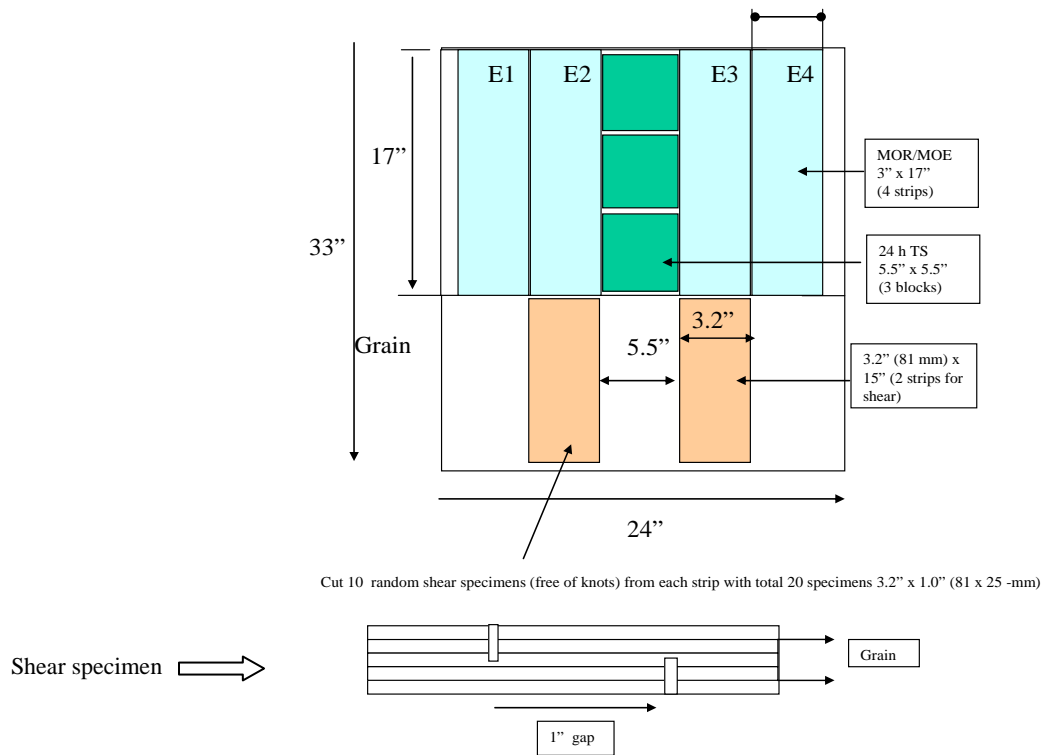 E1
E2
E3
E4
17”
MOR/MOE
3” x 17”
(4 strips)
33”
24 h TS
5.5” x 5.5”
(3 blocks)
3.2”
Grain
5.5”
3.2” (81 mm) x
15” (2 strips for
shear)
24”
Cut 10 random shear specimens (free of knots) from each strip with total 20 specimens 3.2” x 1.0” (81 x 25 -mm)
Shear specimen
Grain
1” gap